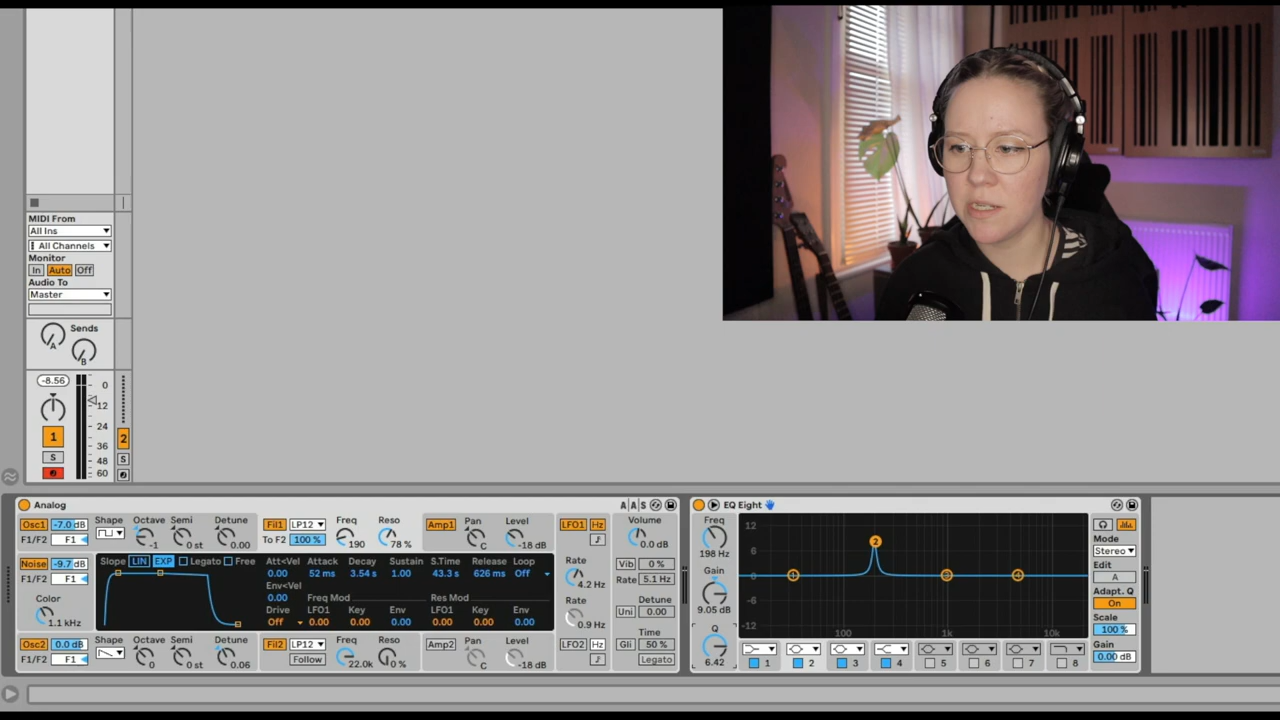 MIDI From
All Ins
All Channels
Monitor
In Auto Off
Audio To
Master
Sends
A
B
-8.56
0
12
24
36
48
60
1
S
2
S
Analog
Osc1 -7.0 dB Shape Octave Semi Detune Fil1 LP12 Freq Reso Amp1 Pan Level LFO1 Hz Volume
F1/F2 F1 -1 0 st 0.00 To F2 100 % 190 78 % C -18 dB 0.0 dB
Noise -9.7 dB Slope LIN EXP Legato Free Att<Vel Attack Decay Sustain S.Time Release Loop Rate Vib 0 %
F1/F2 F1 0.00 52 ms 3.54 s 1.00 43.3 s 626 ms Off 4.2 Hz Rate 5.1 Hz
Color Env<Vel Detune
0.00 Freq Mod Rate Uni 0.00
1.1 kHz Drive LFO1 Key Env LFO1 Key Env 0.9 Hz
Off 0.00 0.00 0.00 0.00 0.00 0.00 Time
Osc2 0.0 dB Shape Octave Semi Detune Fil2 LP12 Freq Reso Amp2 Pan Level LFO2 Hz Gli 50 %
F1/F2 F1 0 0 st 0.06 Follow 22.0k 0 % C -18 dB Legato
EQ Eight
Freq
198 Hz
Gain
9.05 dB
Q
6.42
12
6
0
-6
-12
1 2 3 4
100 1k 10k
1 2 3 4 5 6 7 8
Mode
Stereo
Edit
A
Adapt. Q
On
Scale
100 %
Gain
0.00 dB